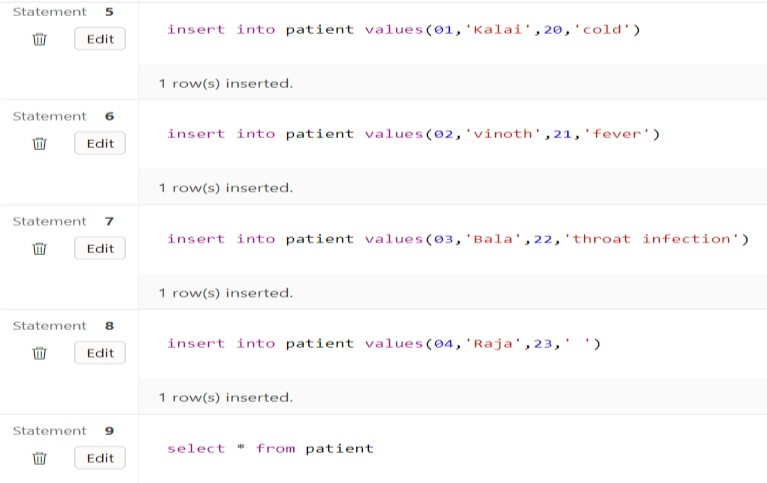 Statement 5
Edit
insert into patient values(01,'Kalai',20,'cold')
1 row(s) inserted.
Statement 6
Edit
insert into patient values(02,'vinoth',21,'fever')
1 row(s) inserted.
Statement 7
Edit
insert into patient values(03,'Bala',22,'throat infection')
1 row(s) inserted.
Statement 8
Edit
insert into patient values(04,'Raja',23,' ')
1 row(s) inserted.
Statement 9
Edit
select * from patient